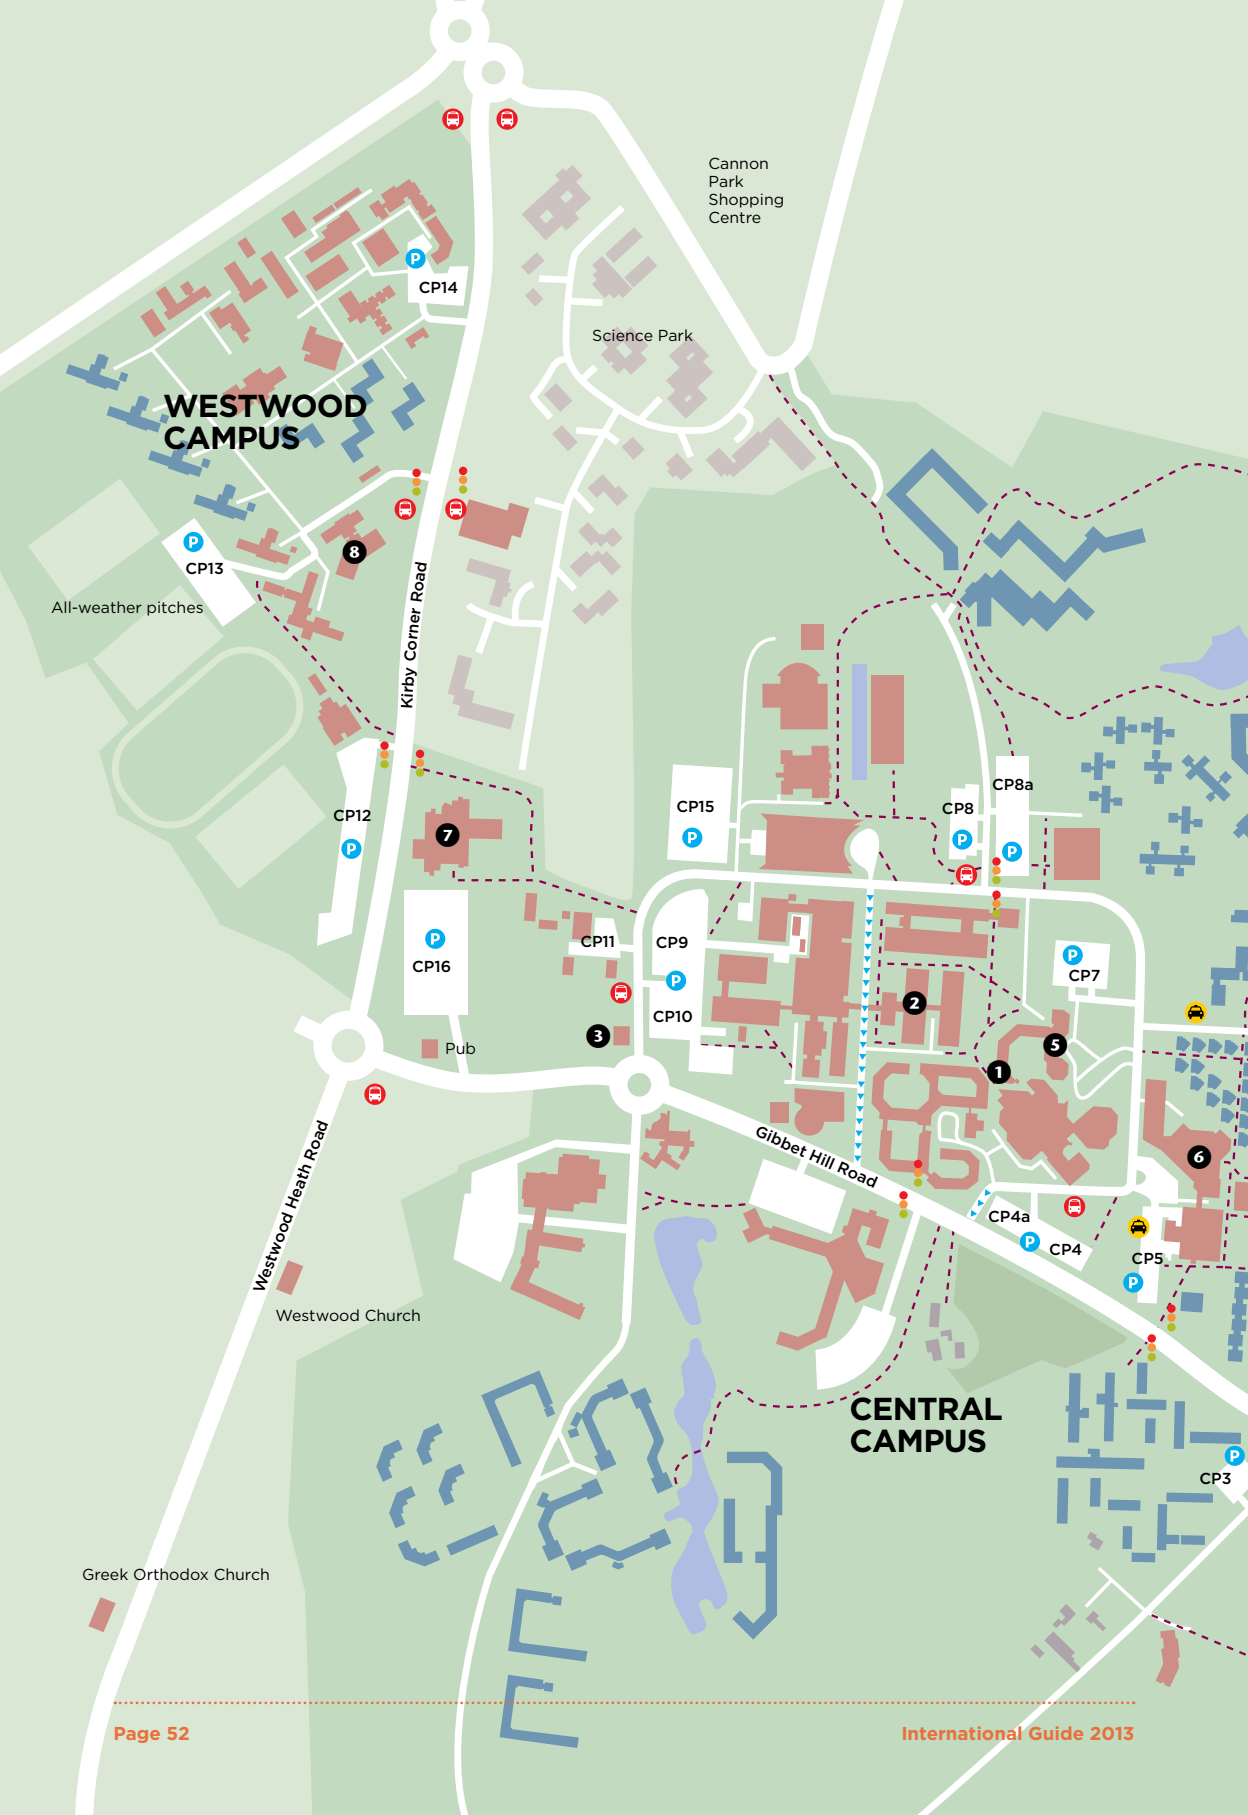 Cannon
Park
Shopping
Centre
P
CP14
Science Park
WESTWOOD
CAMPUS
P
CP13
8
All-weather pitches
Kirby Corner Road
CP12
P
7
CP15
P
CP8
P
CP8a
P
P
CP16
CP11
CP9
P
CP10
P
CP7
2
3
Pub
5
1
Gibbet Hill Road
6
Westwood Heath Road
CP4a
P
CP4
CP5
P
Westwood Church
CENTRAL
CAMPUS
P
CP3
Greek Orthodox Church
Page 52
International Guide 2013